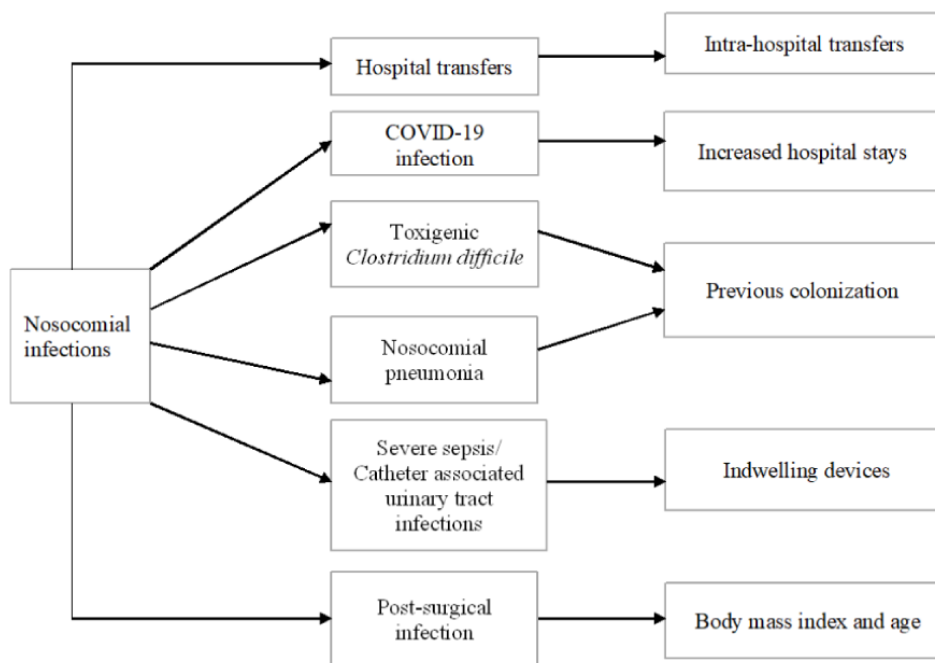 Hospital transfers
Intra-hospital transfers
COVID-19
infection
Increased hospital stays
Toxigenic
Clostridium difficile
Previous colonization
Nosocomial
infections
Nosocomial
pneumonia
Severe sepsis/
Catheter associated
urinary tract
infections
Indwelling devices
Post-surgical
infection
Body mass index and age